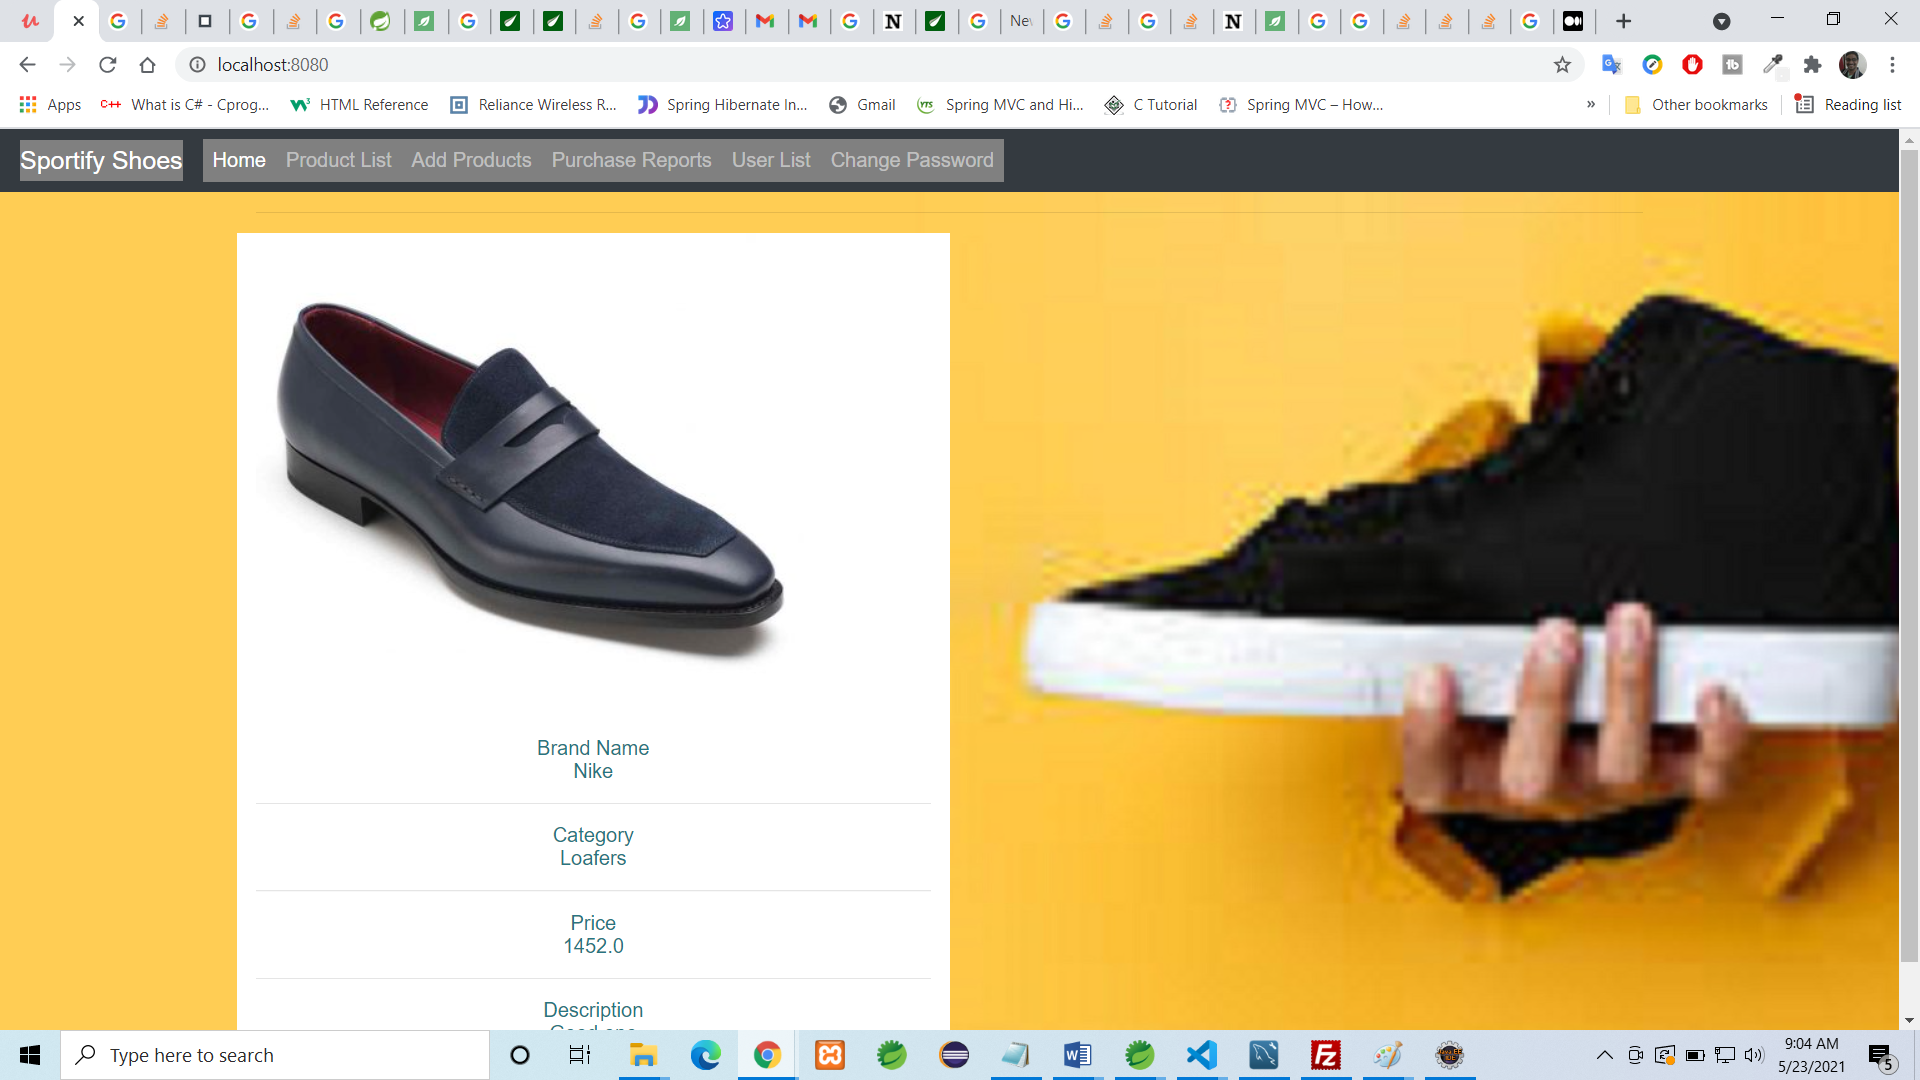 New
localhost:8080
Apps
What is C# - Cprog...
HTML Reference
Reliance Wireless R...
Spring Hibernate In...
Gmail
Spring MVC and Hi...
C Tutorial
Spring MVC – How...
»
Other bookmarks
Reading list
Sportify Shoes
Home
Product List
Add Products
Purchase Reports
User List
Change Password
Brand Name
Nike
Category
Loafers
Price
1452.0
Description
Type here to search
9:04 AM
5/23/2021
5